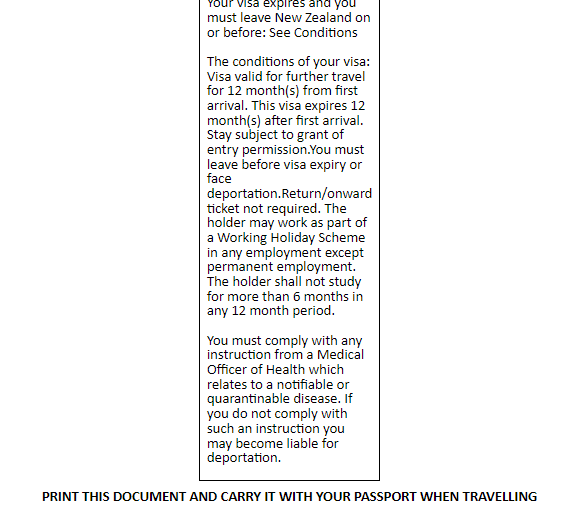 Your visa expires and you
must leave New Zealand on
or before: See Conditions
The conditions of your visa:
Visa valid for further travel
for 12 month(s) from first
arrival. This visa expires 12
month(s) after first arrival.
Stay subject to grant of
entry permission.You must
leave before visa expiry or
face
deportation.Return/onward
ticket not required. The
holder may work as part of
a Working Holiday Scheme
in any employment except
permanent employment.
The holder shall not study
for more than 6 months in
any 12 month period.
You must comply with any
instruction from a Medical
Officer of Health which
relates to a notifiable or
quarantinable disease. If
you do not comply with
such an instruction you
may become liable for
deportation.
PRINT THIS DOCUMENT AND CARRY IT WITH YOUR PASSPORT WHEN TRAVELLING